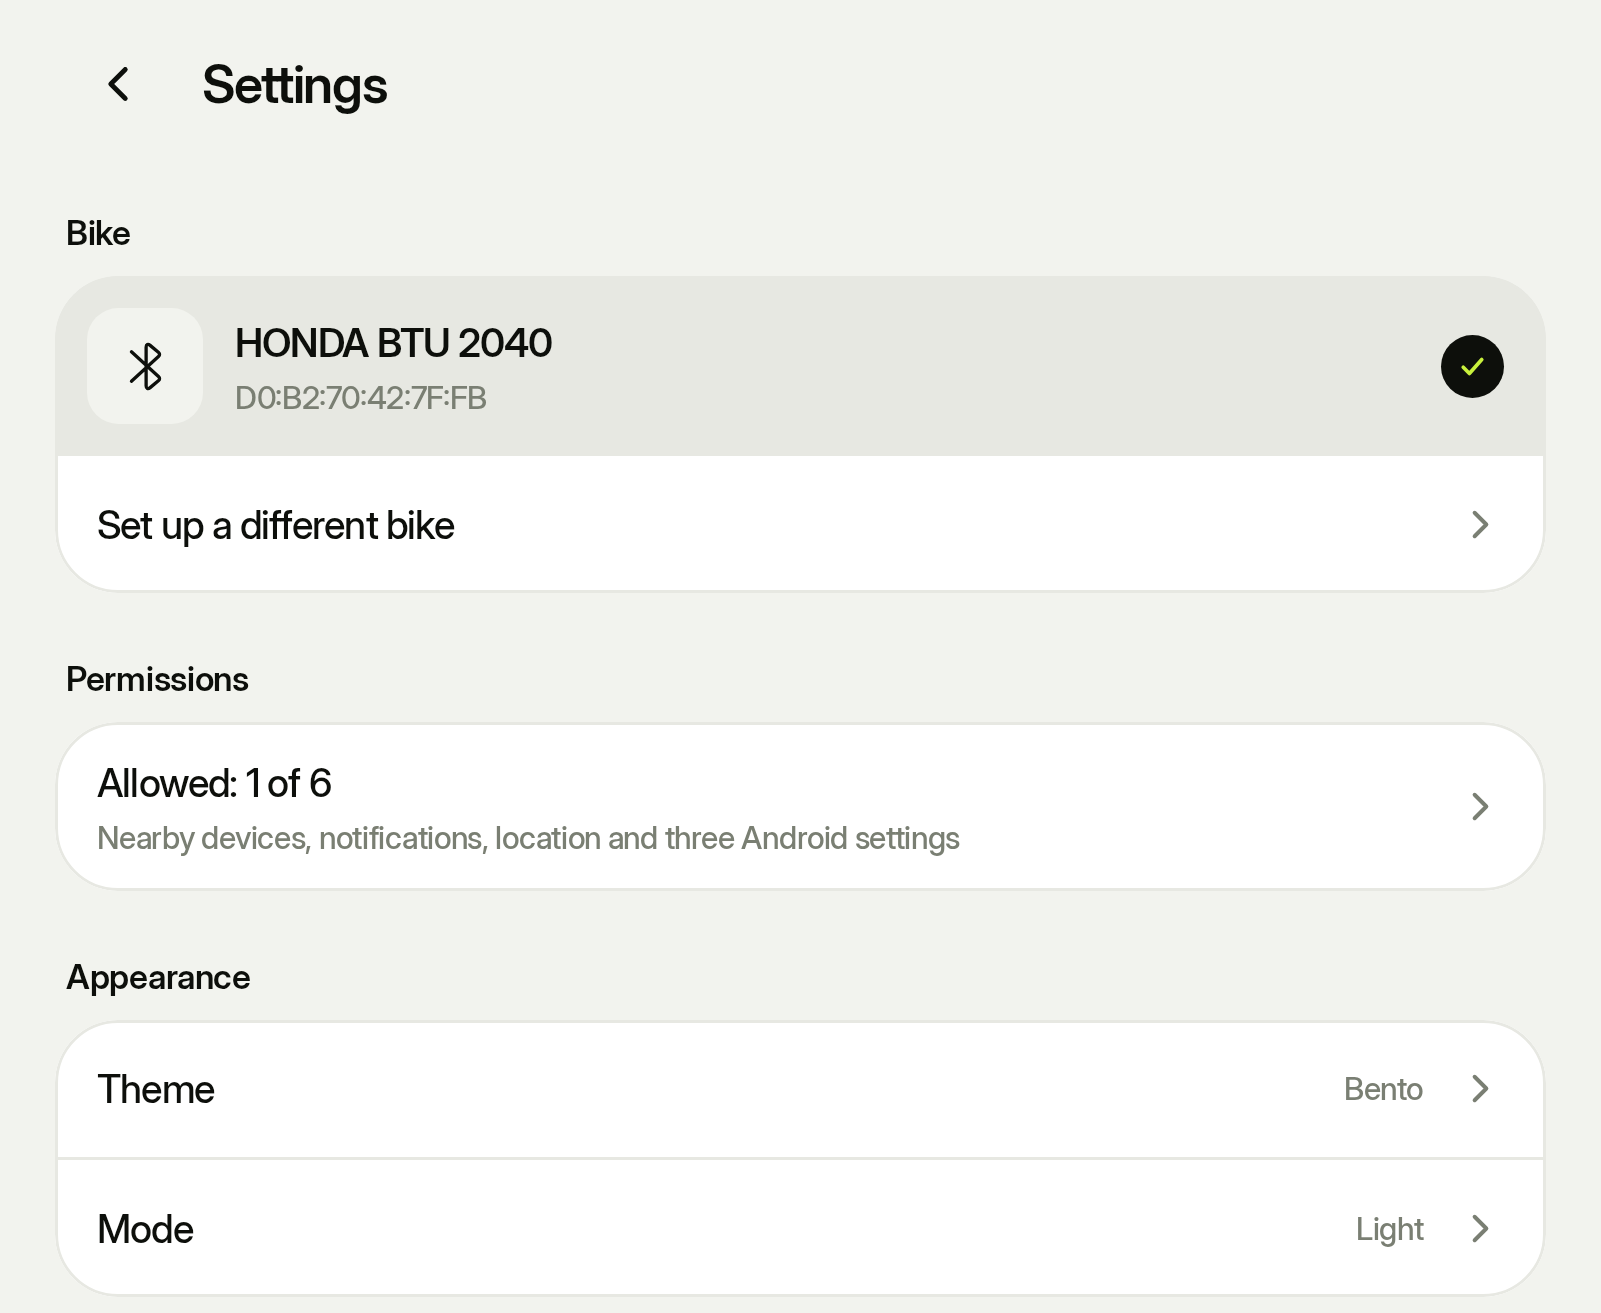 Settings
Bike
HONDA BTU 2040
D0:B2:70:42:7F:FB
Set up a different bike
Permissions
Allowed: 1 of 6
Nearby devices, notifications, location and three Android settings
Appearance
Theme
Bento
Mode
Light